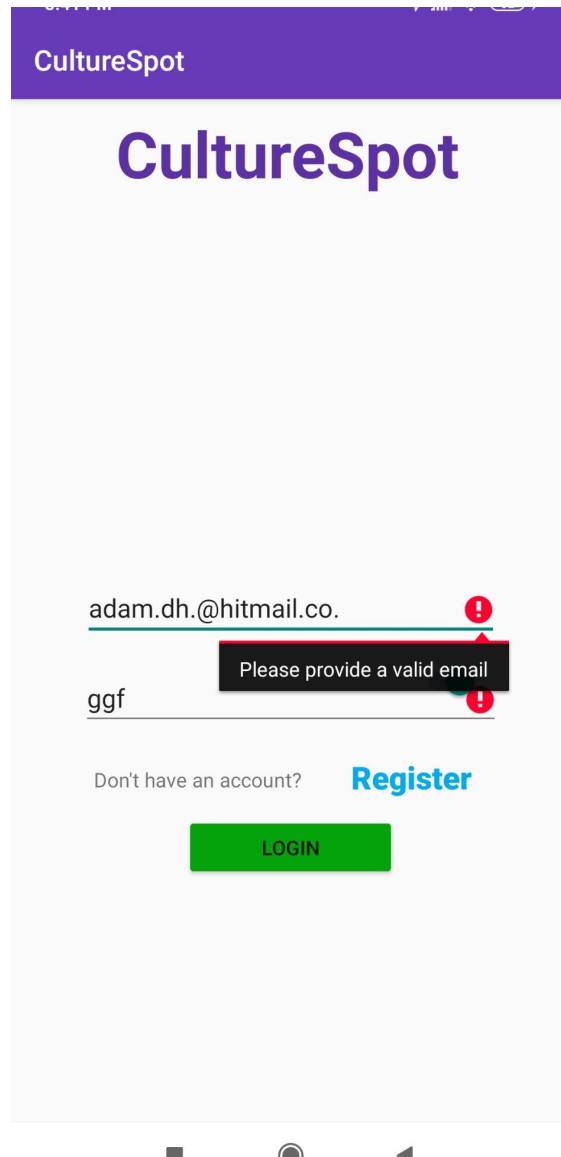 CultureSpot
CultureSpot
adam.dh.@hitmail.co.
Please provide a valid email
ggf
Don't have an account? Register
LOGIN